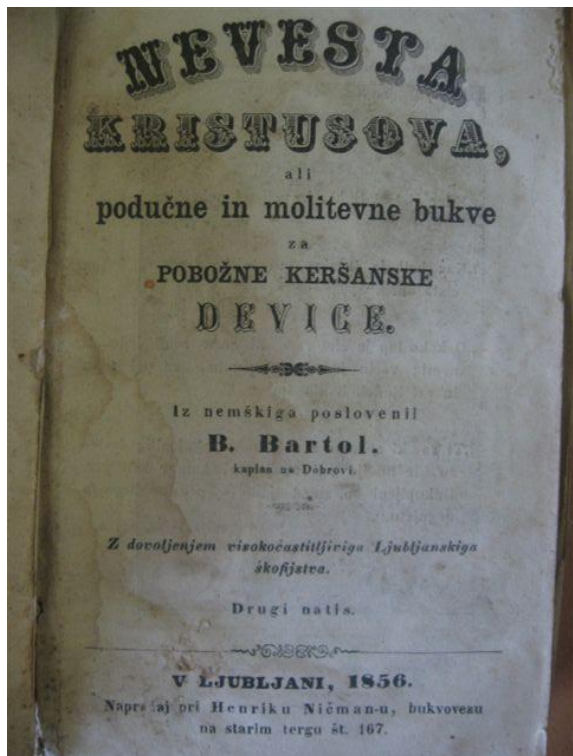 NEVESTA
KRISTUSOVA,
ali
podučne in molitevne bukve
za
POBOŽNE KERŠANSKE
DEVICE.
Iz nemškiga poslovenil
B. Bartol.
kaplan na Dobrovi.
Z dovoljenjem visokočastitljiviga Ljubljanskiga
škofijstva.
Drugi natis.
V LJUBLJANI, 1856.
Naprodaj pri Henriku Ničman-u, bukvovezu
na starim tergu št. 167.